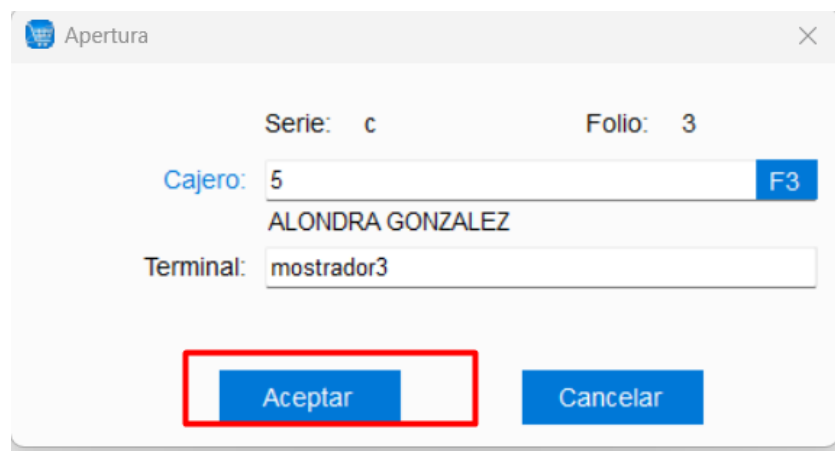 Apertura
Serie: c Folio: 3
Cajero: 5 F3
ALONDRA GONZALEZ
Terminal: mostrador3
Aceptar Cancelar